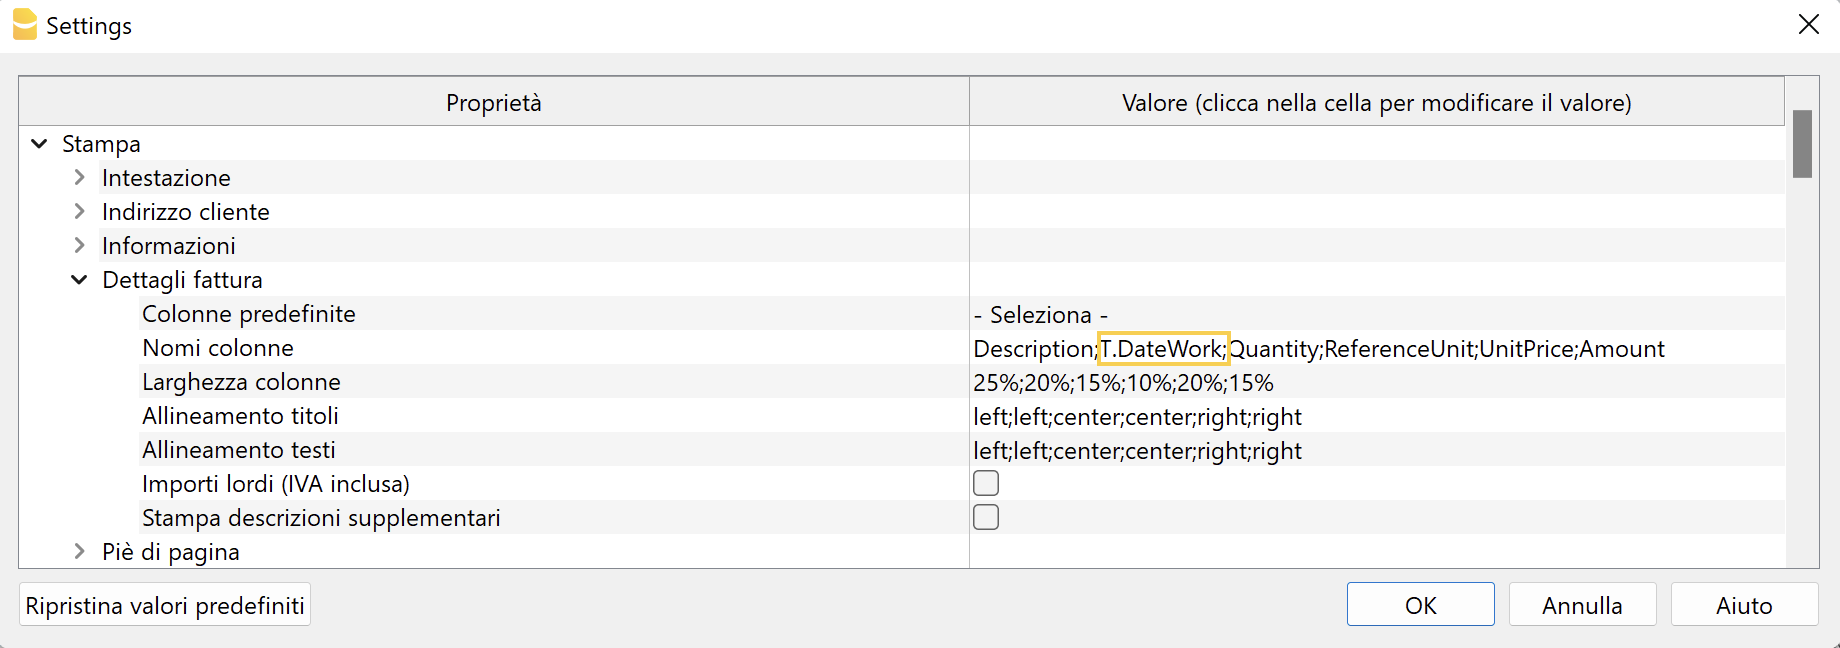 Settings
Proprietà Valore (clicca nella cella per modificare il valore)
Stampa
Intestazione
Indirizzo cliente
Informazioni
Dettagli fattura
Colonne predefinite - Seleziona -
Nomi colonne Description;T.DateWork;Quantity;ReferenceUnit;UnitPrice;Amount
Larghezza colonne 25%;20%;15%;10%;20%;15%
Allineamento titoli left;left;center;center;right;right
Allineamento testi left;left;center;center;right;right
Importi lordi (IVA inclusa)
Stampa descrizioni supplementari
Piè di pagina
Ripristina valori predefiniti OK Annulla Aiuto